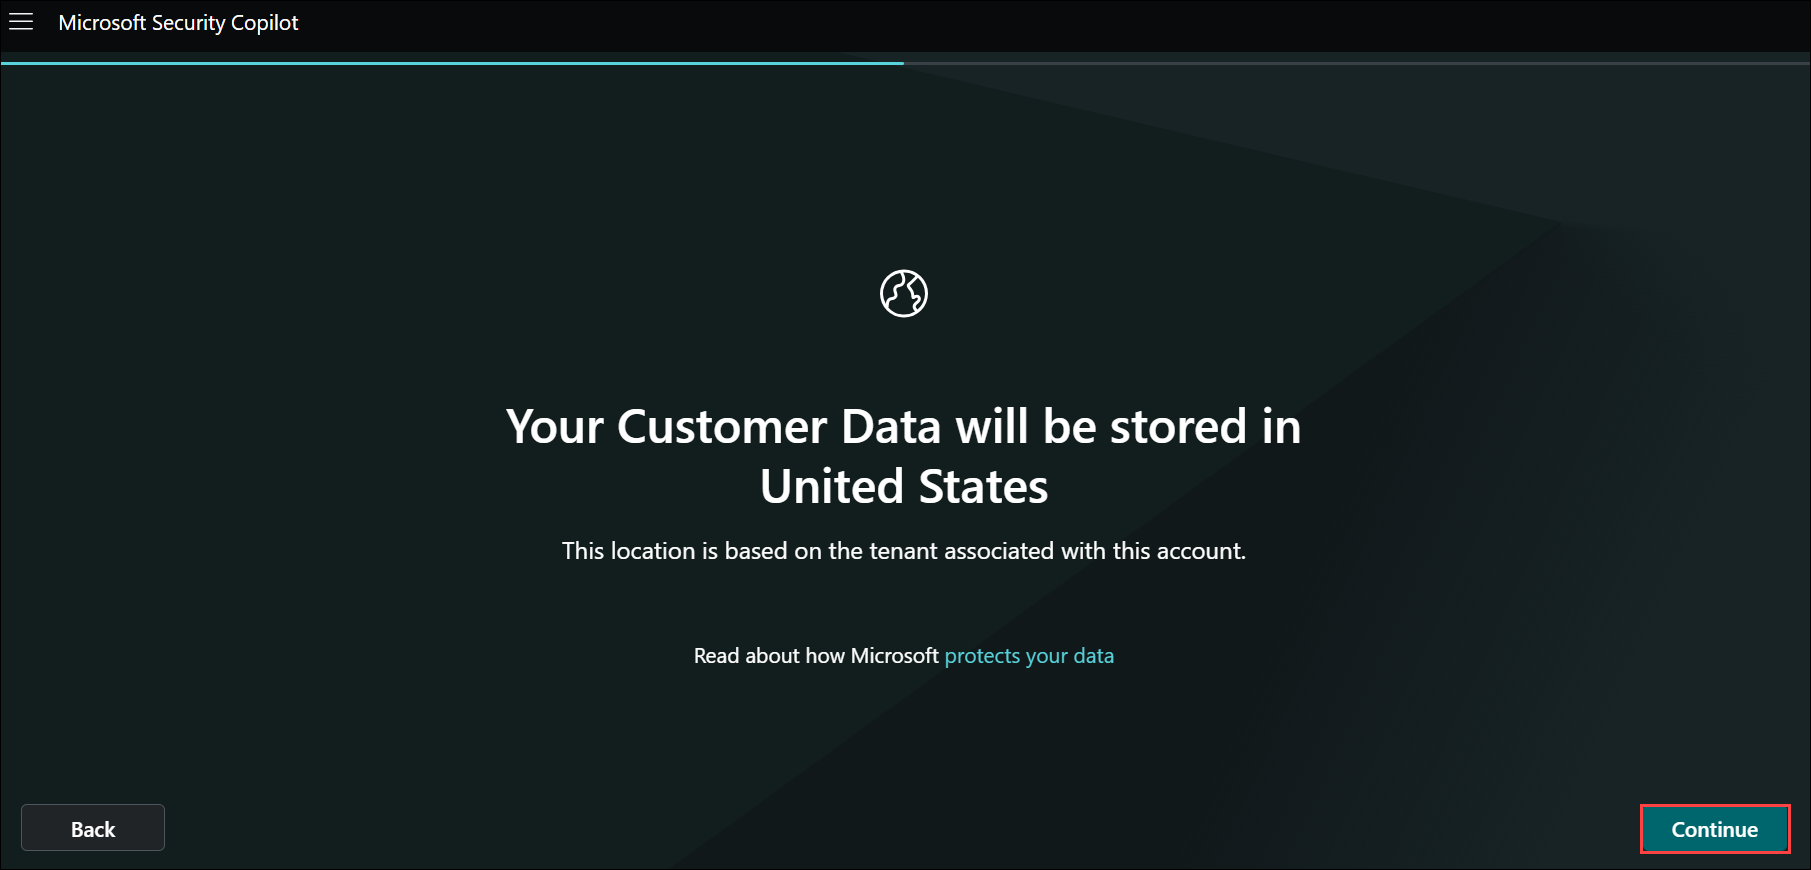 Microsoft Security Copilot
Your Customer Data will be stored in
United States
This location is based on the tenant associated with this account.
Read about how Microsoft protects your data
Back
Continue